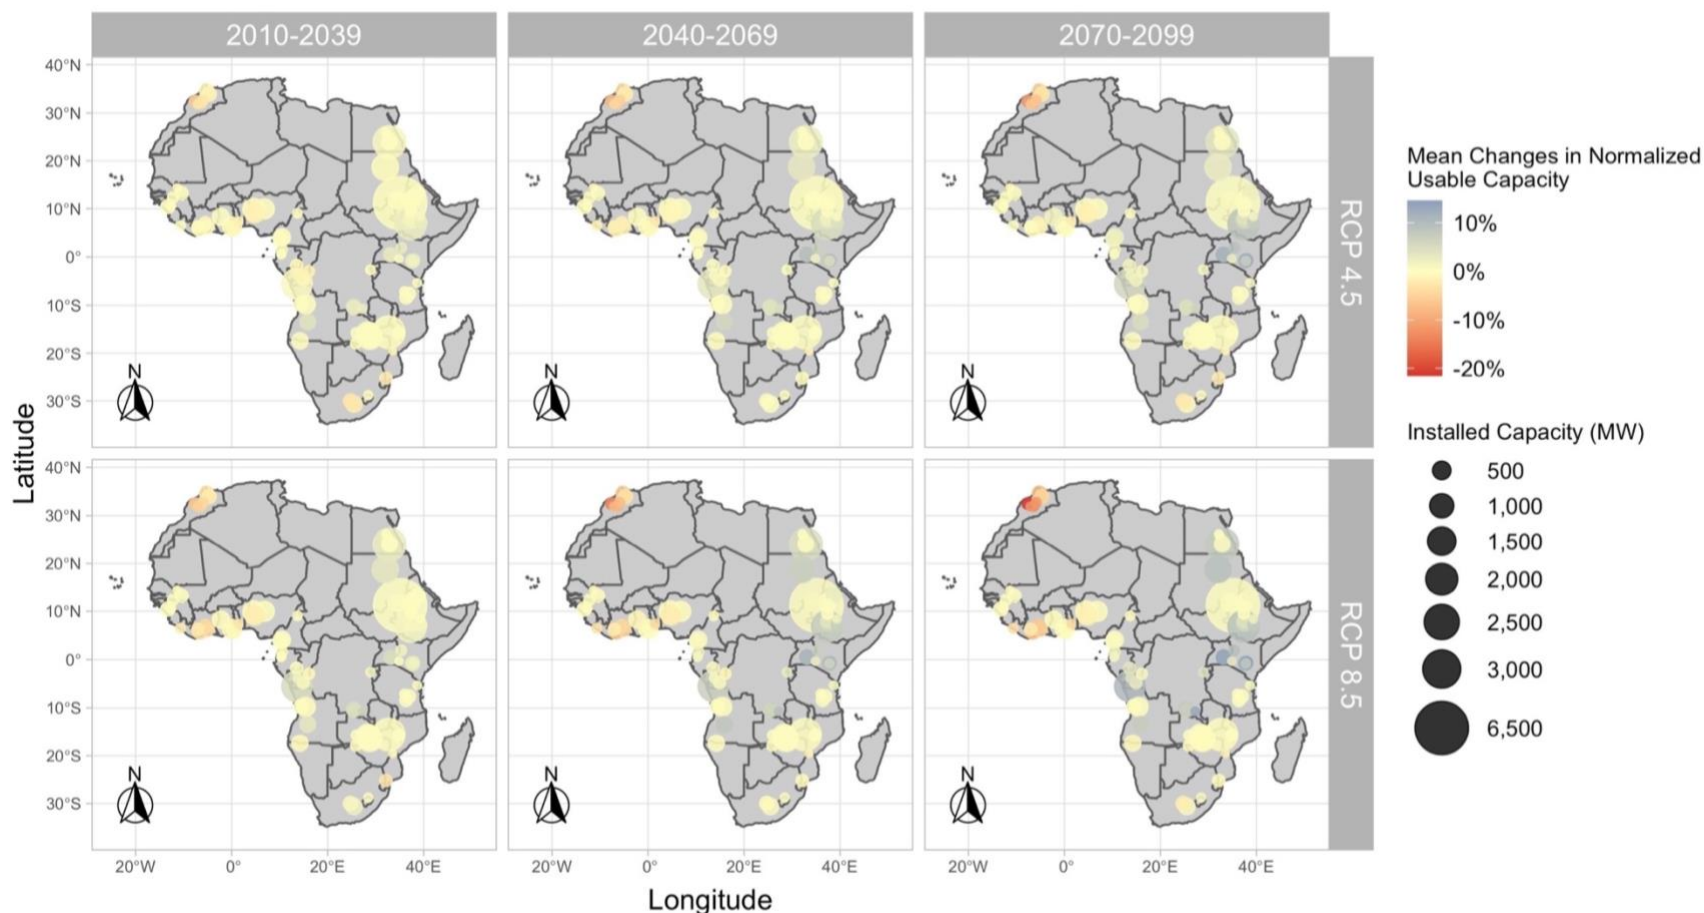 2010-2039
2040-2069
2070-2099
40°N
30°N
20°N
10°N
0°
10°S
20°S
30°S
N
N
N
RCP 4.5
40°N
30°N
20°N
10°N
0°
10°S
20°S
30°S
N
N
N
RCP 8.5
20°W
0°
20°E
40°E
20°W
0°
20°E
40°E
20°W
0°
20°E
40°E
Latitude
Longitude
Mean Changes in Normalized
Usable Capacity
10%
0%
-10%
-20%
Installed Capacity (MW)
500
1,000
1,500
2,000
2,500
3,000
6,500